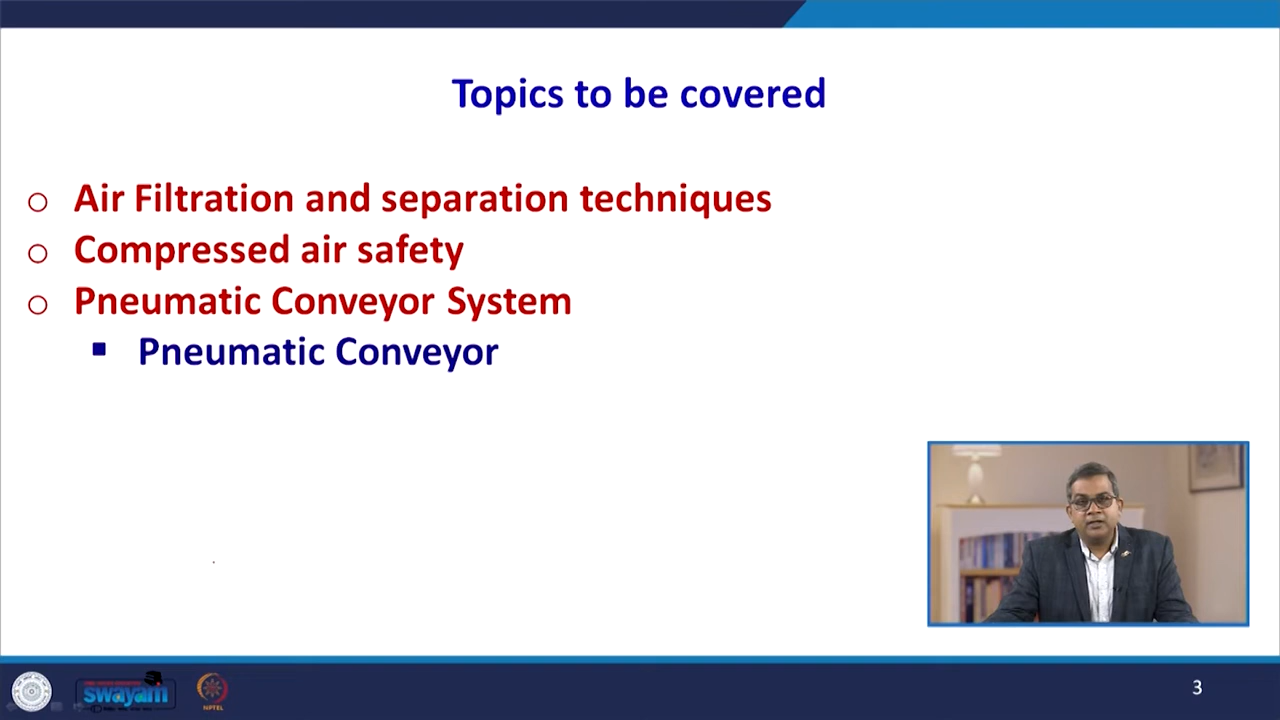 Topics to be covered
Air Filtration and separation techniques
Compressed air safety
Pneumatic Conveyor System
Pneumatic Conveyor
swayam
NPTEL
3